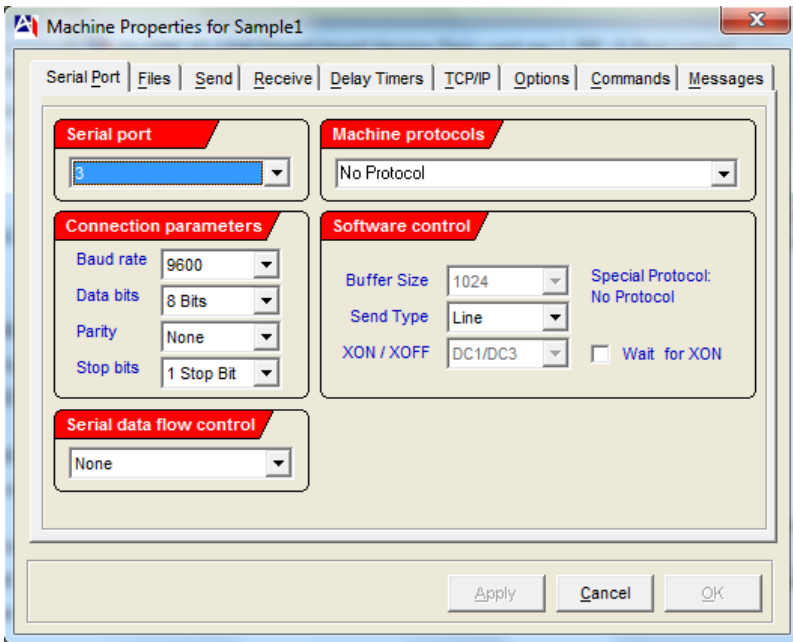 Machine Properties for Sample1
Serial Port Files Send Receive Delay Timers TCP/IP Options Commands Messages
Serial port
3
Machine protocols
No Protocol
Connection parameters
Baud rate 9600
Data bits 8 Bits
Parity None
Stop bits 1 Stop Bit
Software control
Buffer Size 1024
Send Type Line
XON / XOFF DC1/DC3
Special Protocol:
No Protocol
Wait for XON
Serial data flow control
None
Apply Cancel OK